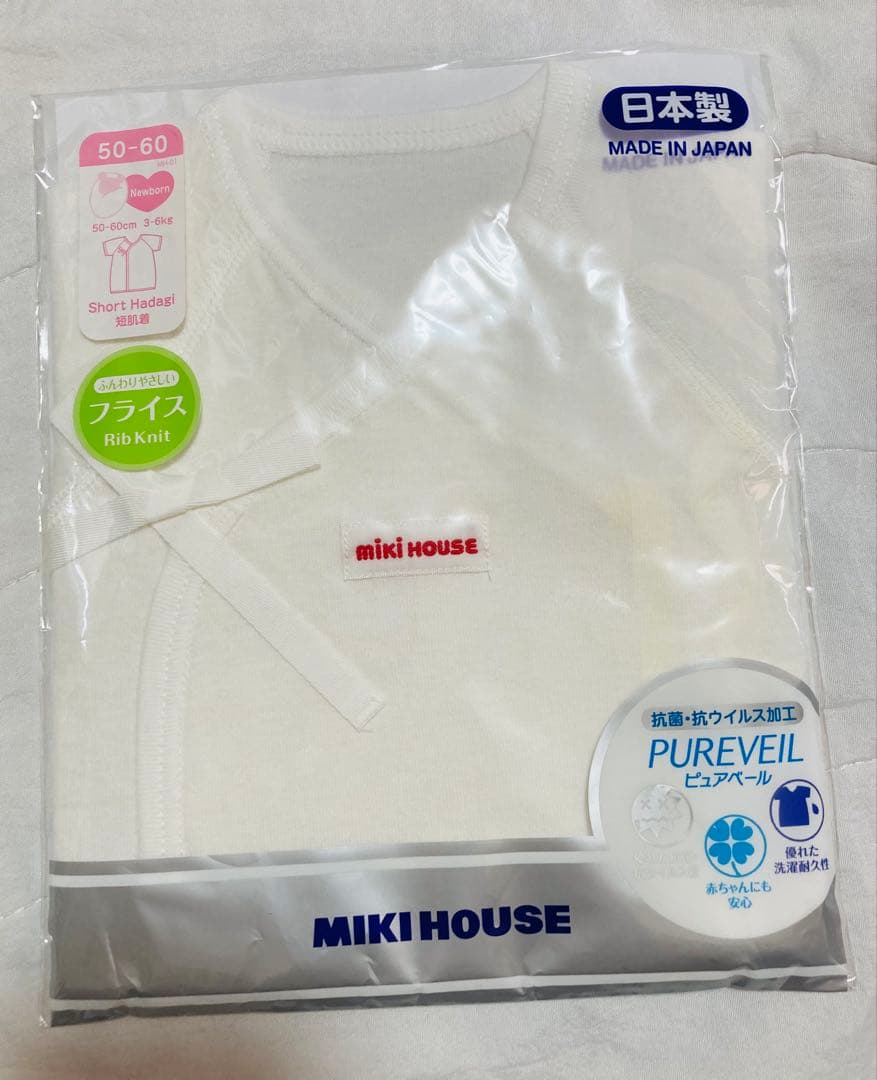 50-60
Newborn
50-60cm 3-6kg
Short Hadagi
短肌着
日本製
MADE IN JAPAN
ふんわりやさしい
フライス
Rib Knit
miki HOUSE
抗菌・抗ウイルス加工
PUREVEIL
ピュアベール
優れた
洗濯耐久性
赤ちゃんにも
安心
MIKI HOUSE